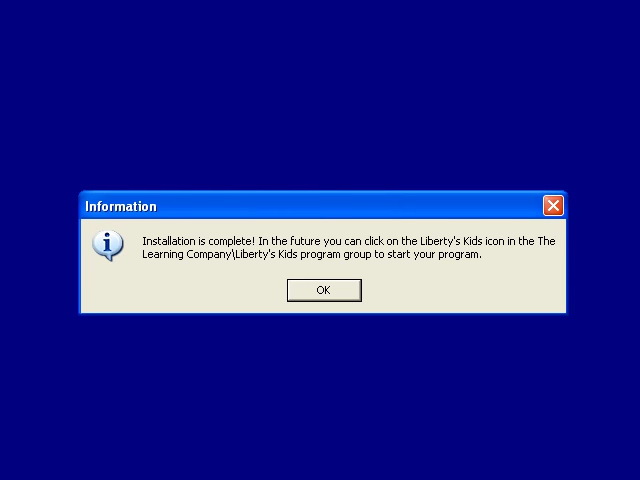 Information
Installation is complete! In the future you can click on the Liberty's Kids icon in the The
Learning Company\Liberty's Kids program group to start your program.
OK